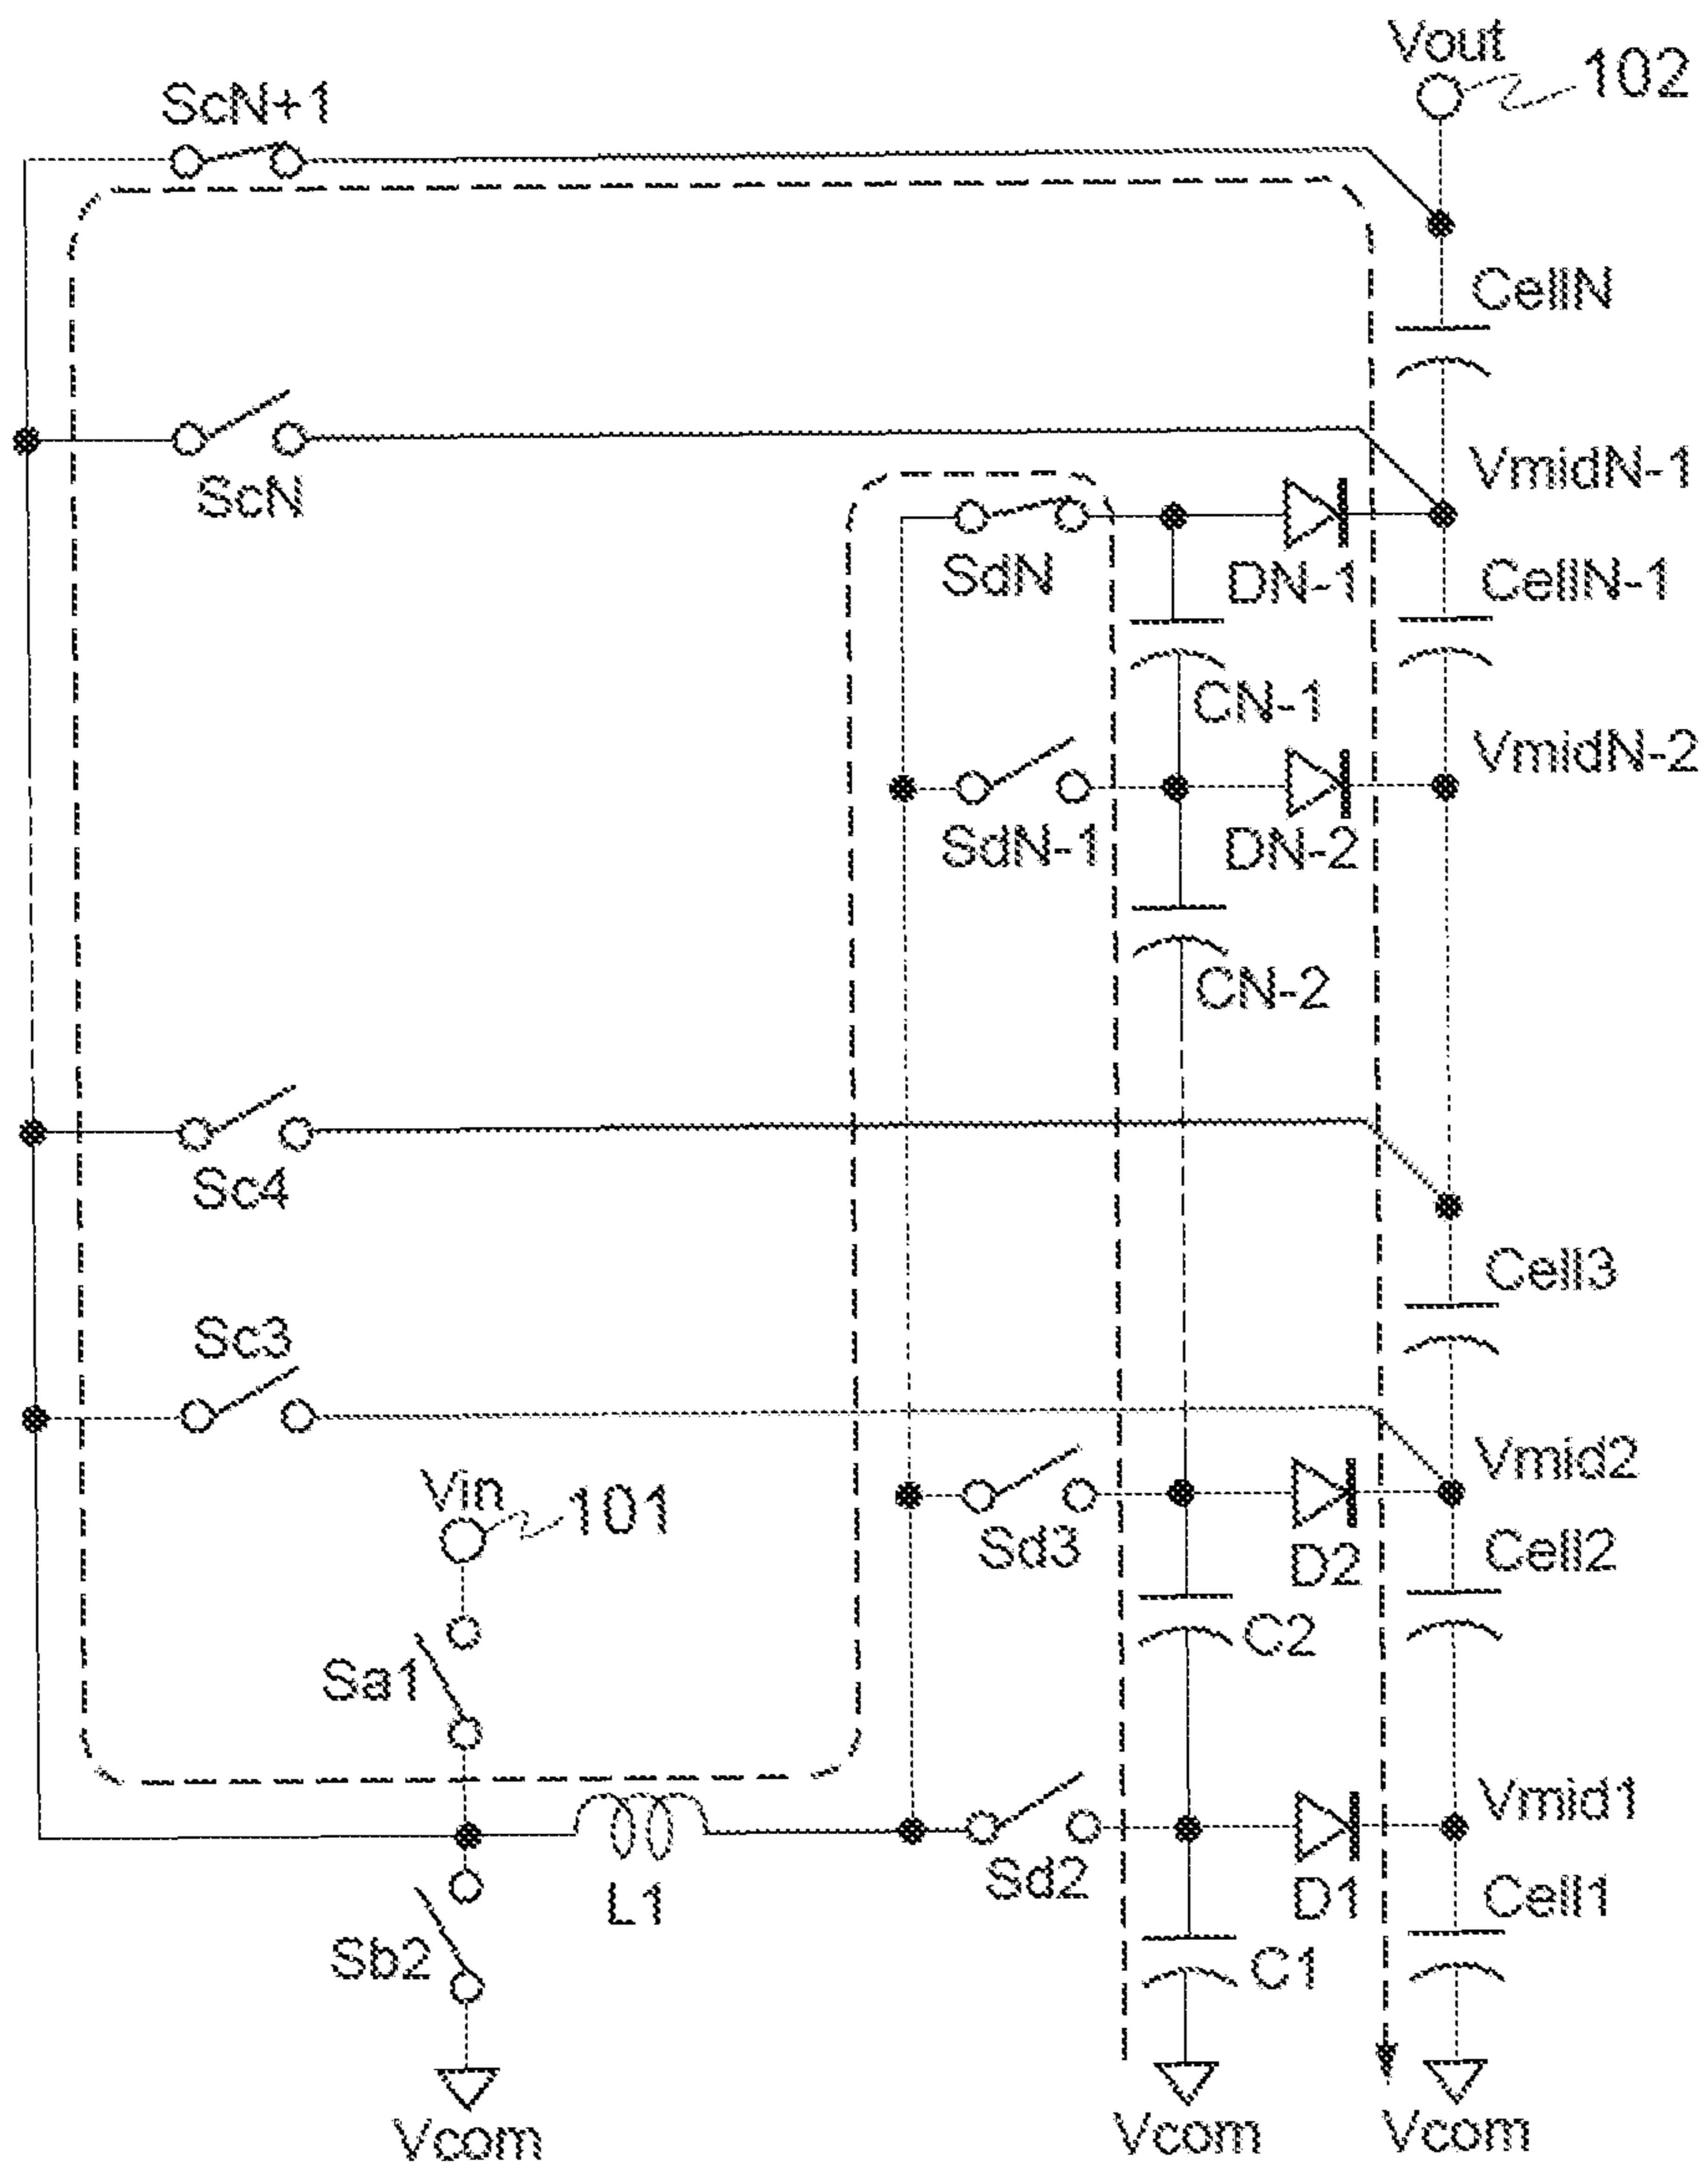 Vout
102
ScN+1
CellN
ScN
VmidN-1
SdN
DN-1
CellN-1
CN-1
VmidN-2
SdN-1
DN-2
CN-2
Sc4
Cell3
Sc3
Vin
101
Vmid2
Sd3
D2
Cell2
C2
Sa1
Vmid1
L1
Sd2
D1
Cell1
Sb2
C1
Vcom
Vcom
Vcom